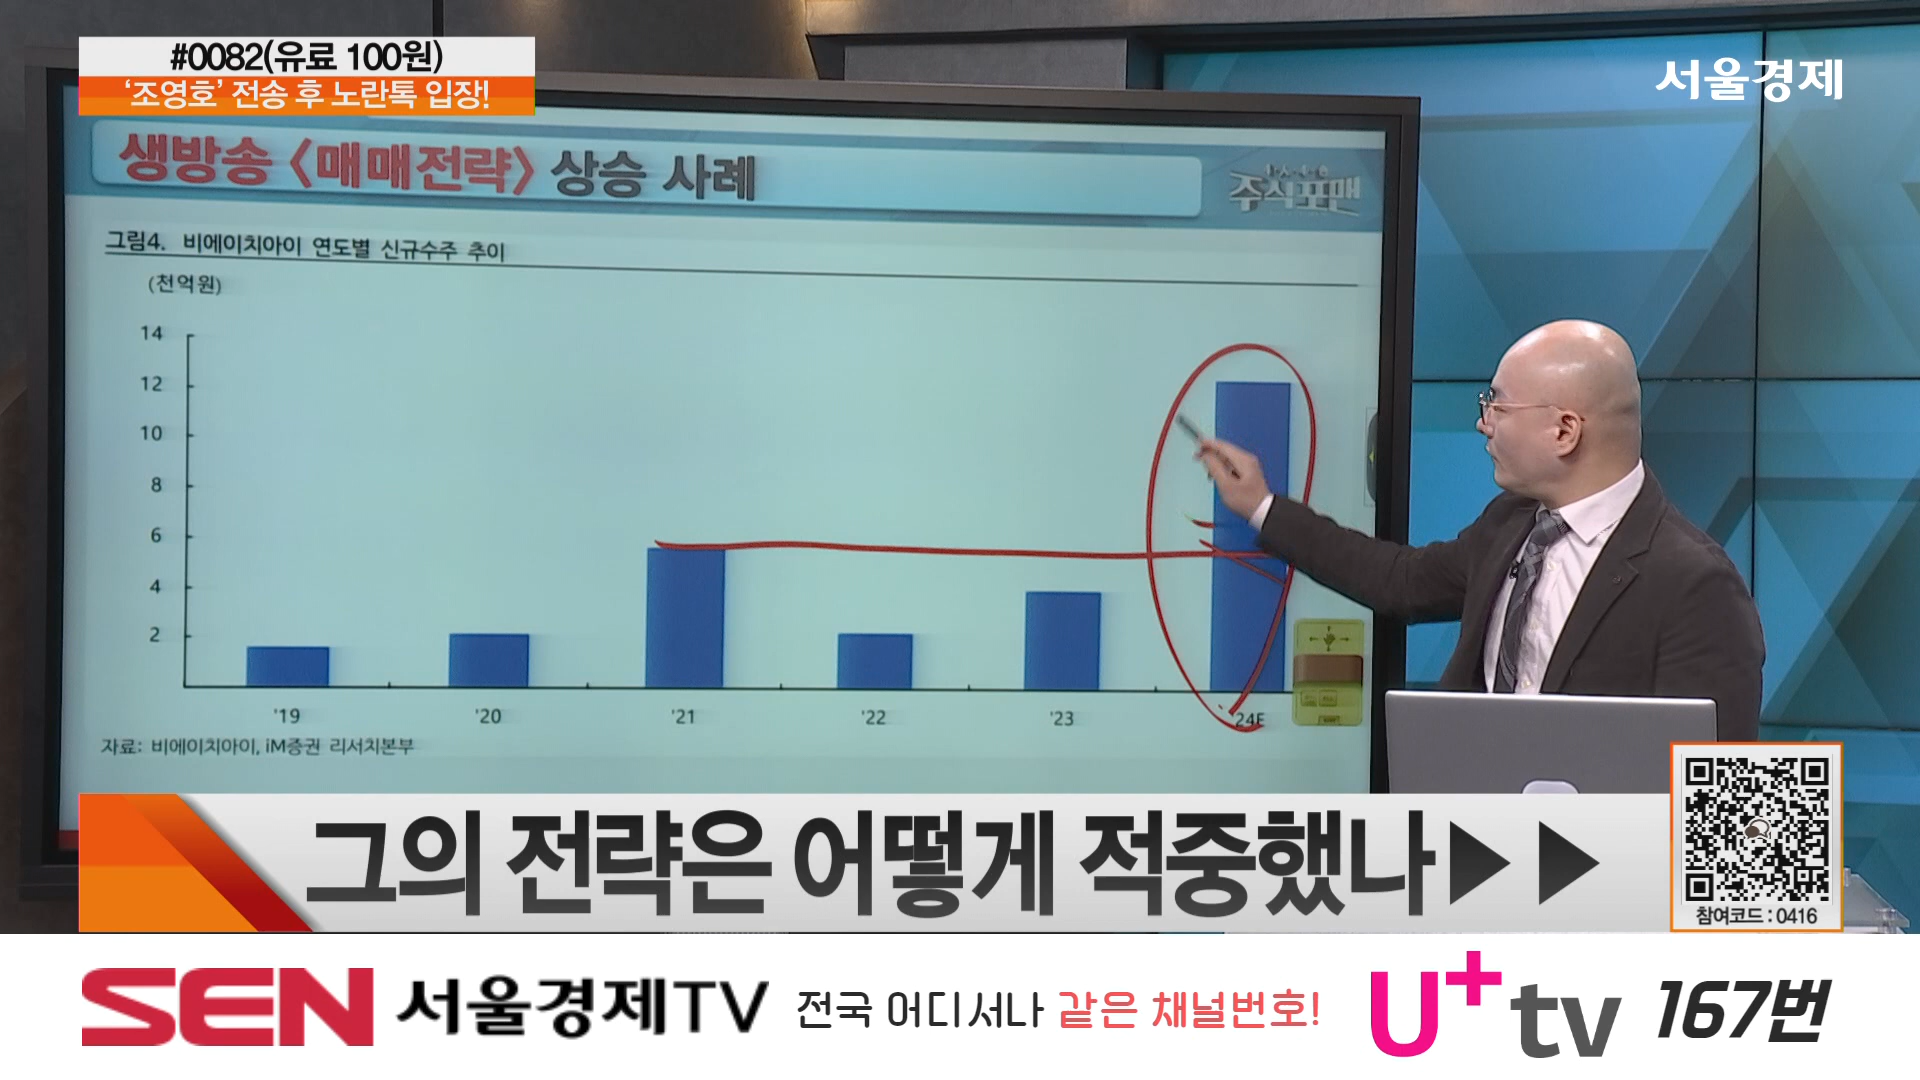 #0082(유료 100원)
‘조영호’ 전송 후 노란톡 입장!
서울경제
생방송 <매매전략> 상승 사례
주식포맨
그림4. 비에이치아이 연도별 신규수주 추이
(천억원)
14
12
10
8
6
4
2
'19 '20 '21 '22 '23 '24E
자료: 비에이치아이, iM증권 리서치본부
그의 전략은 어떻게 적중했나▶▶
참여코드 : 0416
SEN 서울경제TV 전국 어디서나 같은 채널번호! U+tv 167번